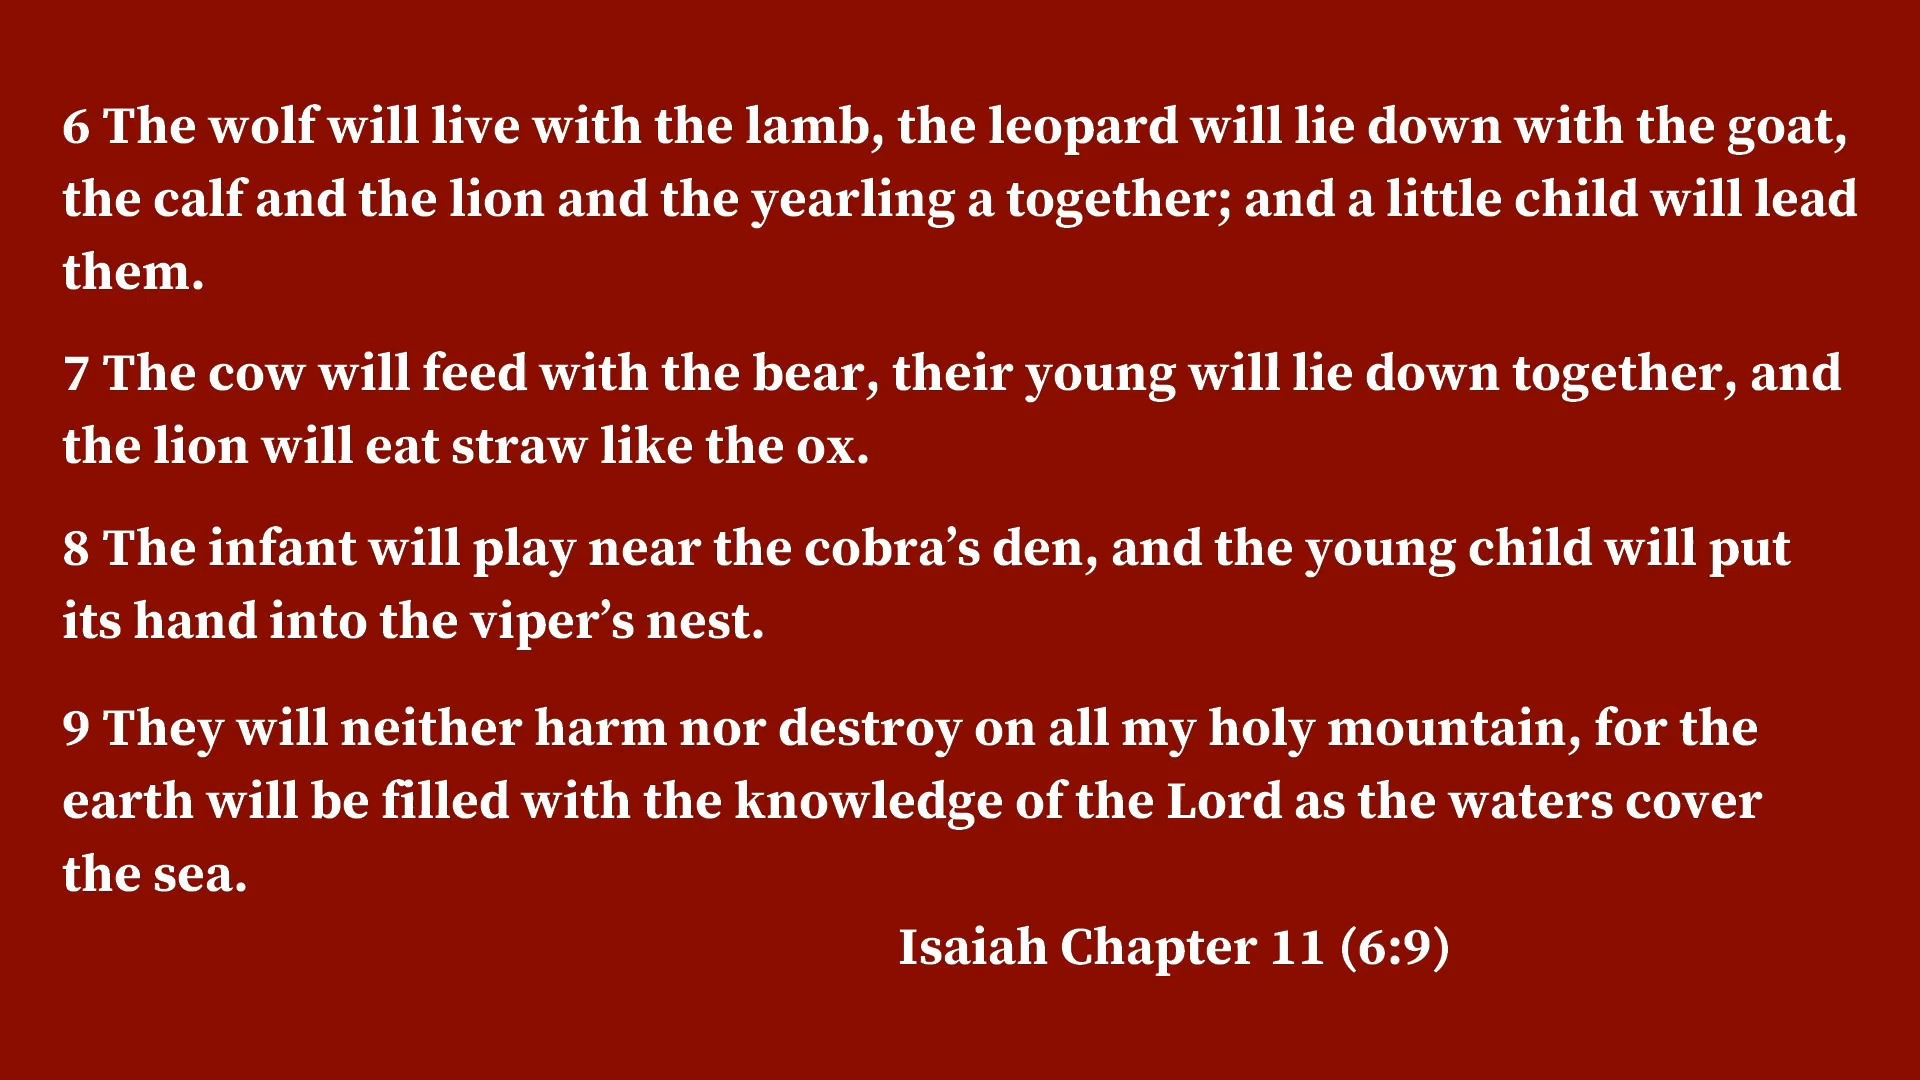 6 The wolf will live with the lamb, the leopard will lie down with the goat,
the calf and the lion and the yearling a together; and a little child will lead
them.
7 The cow will feed with the bear, their young will lie down together, and
the lion will eat straw like the ox.
8 The infant will play near the cobra’s den, and the young child will put
its hand into the viper’s nest.
9 They will neither harm nor destroy on all my holy mountain, for the
earth will be filled with the knowledge of the Lord as the waters cover
the sea.
Isaiah Chapter 11 (6:9)